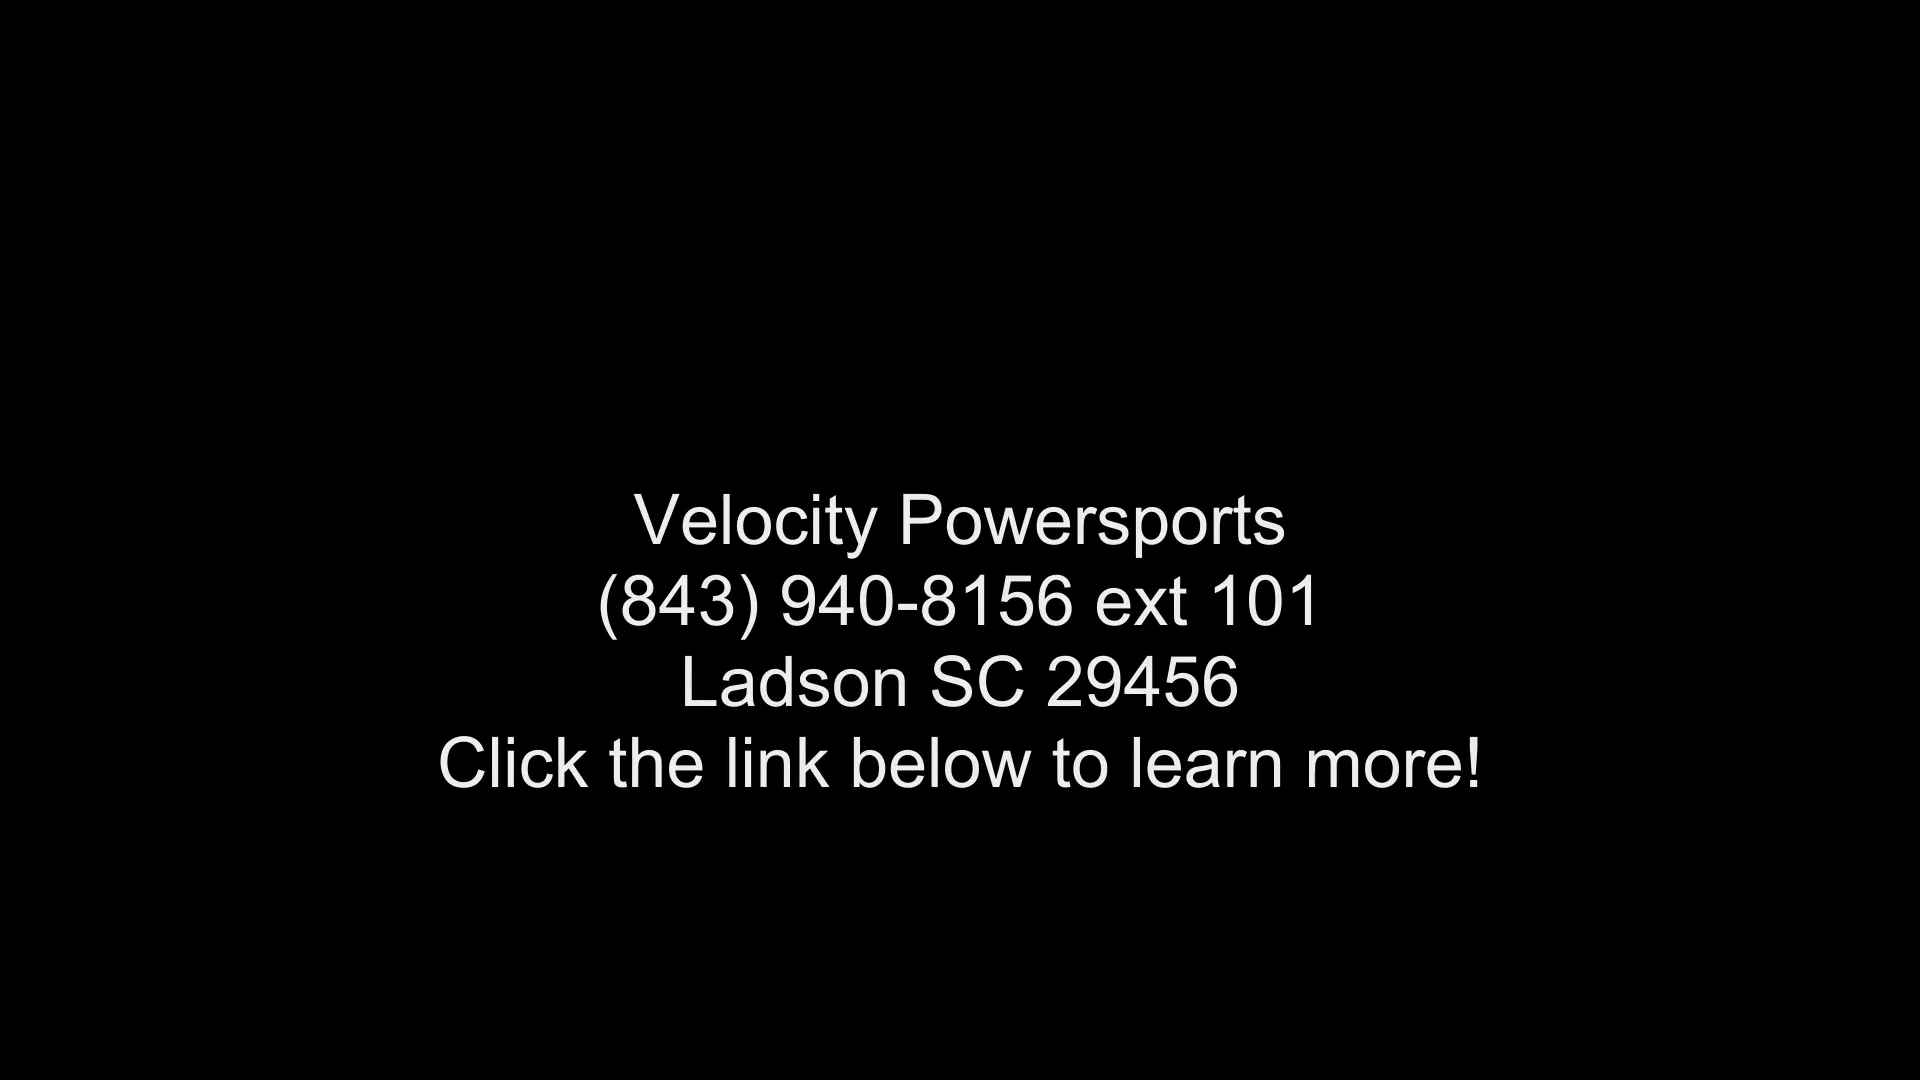 Velocity Powersports
(843) 940-8156 ext 101
Ladson SC 29456
Click the link below to learn more!